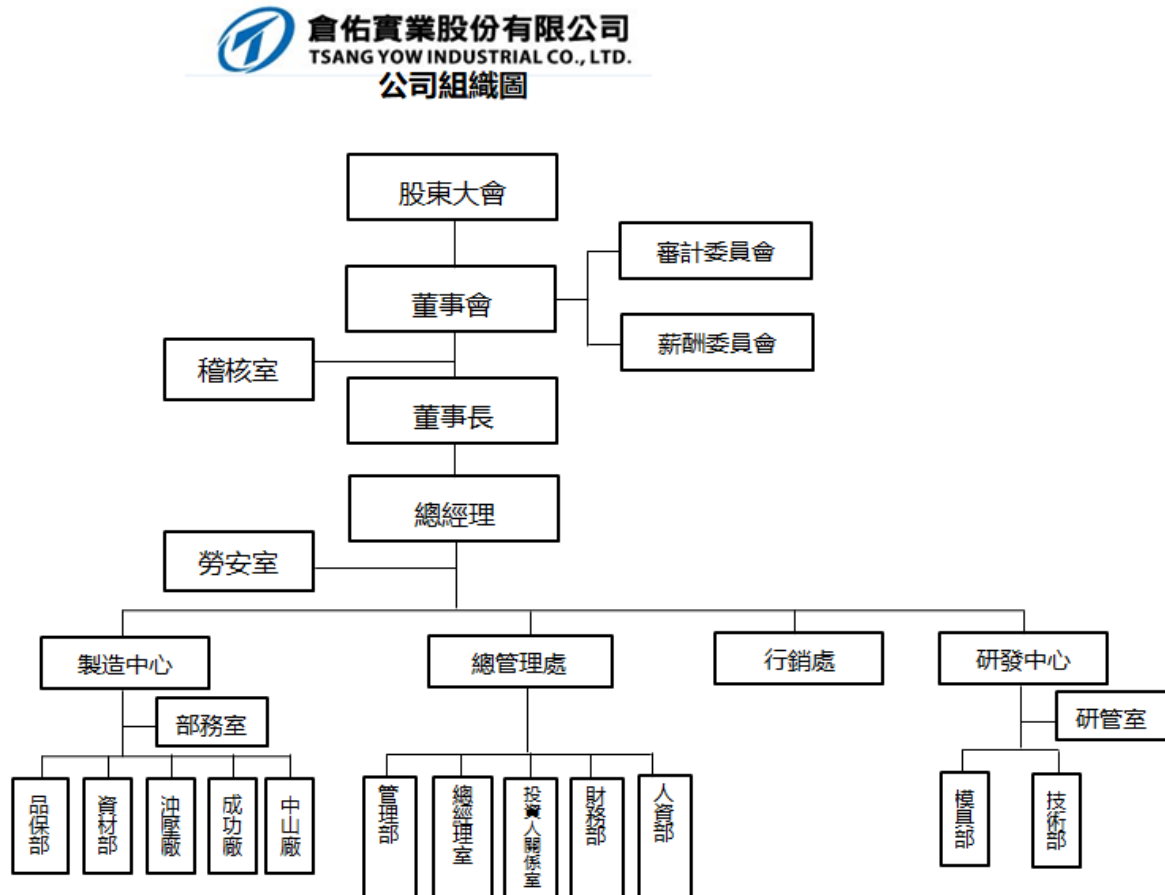 倉佑實業股份有限公司
TSANG YOW INDUSTRIAL CO., LTD.
公司組織圖
股東大會
審計委員會
董事會
薪酬委員會
稽核室
董事長
總經理
勞安室
製造中心
總管理處
行銷處
研發中心
部務室
研管室
品保部
資材部
沖壓廠
成功廠
中山廠
管理部
總經理室
投資人關係室
財務部
人資部
模具部
技術部